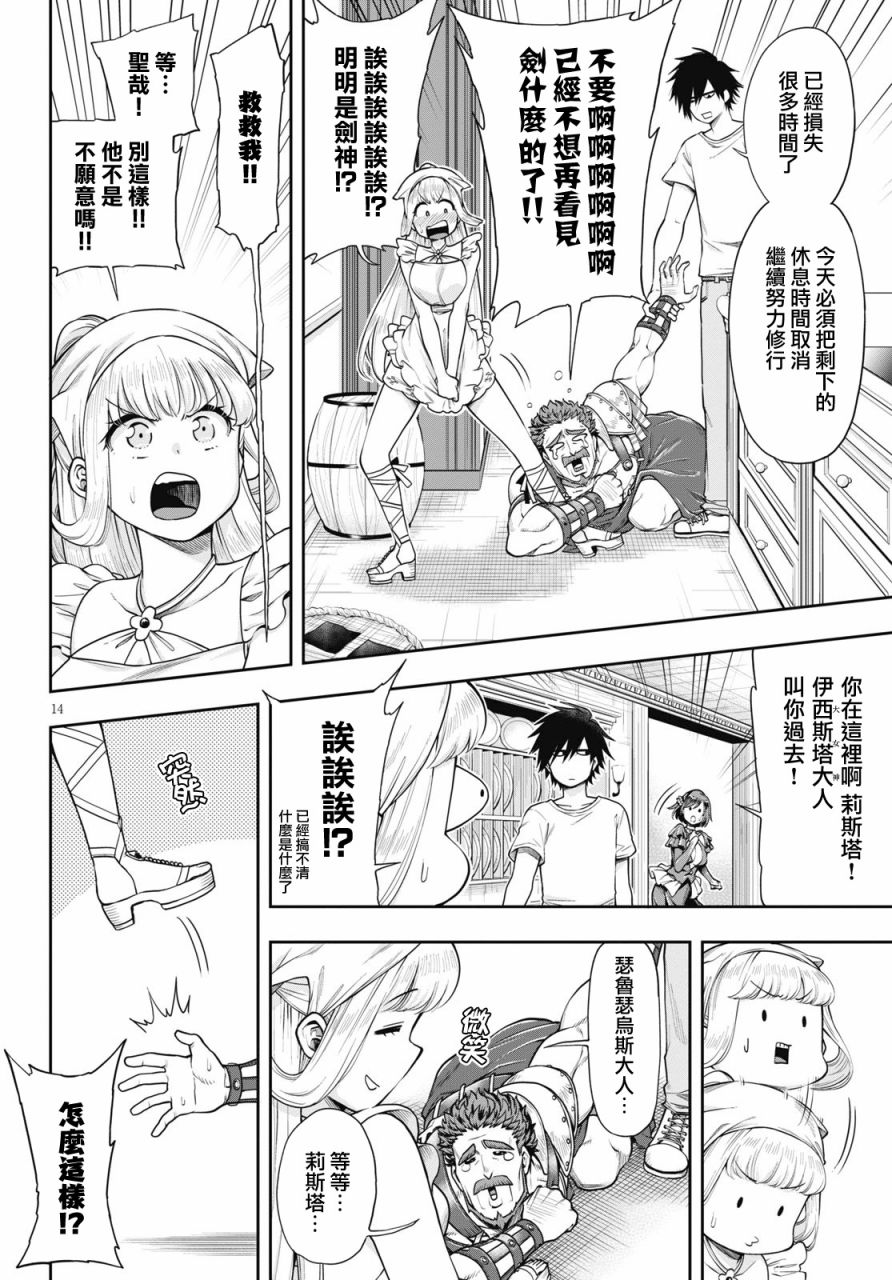 已經損失
很多時間了
今天必須把剩下的
休息時間取消
繼續努力修行
不要啊啊啊啊啊啊
己經不想再看見
劍什麼的了!!
誒誒誒誒誒誒!?
明明是劍神!?
救救我!!
等…
聖哉!
別這樣!!
他不是
不願意嗎!!
你在這裡啊 莉斯塔!
伊西斯塔大人
大女神
叫你過去!
誒誒誒!?
已經搞不清
什麼是什麼了
瑟魯瑟烏斯大人…
微笑
等等…
莉斯塔…
突然
怎麼這樣!?
14